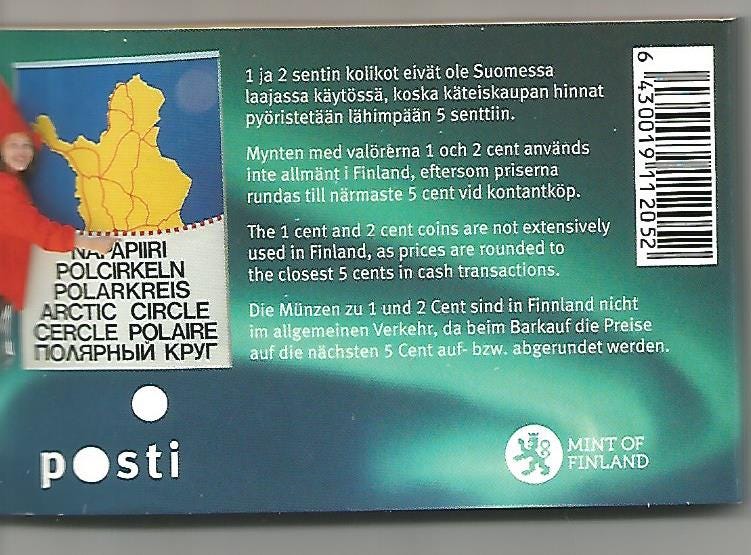 NAPAPIIRI
POLCIRKELN
POLARKREIS
ARCTIC CIRCLE
CERCLE POLAIRE
ПОЛЯРНЫЙ КРУГ
posti
1 ja 2 sentin kolikot eivät ole Suomessa
laajassa käytössä, koska käteiskaupan hinnat
pyöristetään lähimpään 5 senttiin.
Mynten med valörerna 1 och 2 cent används
inte allmänt i Finland, eftersom priserna
rundas till närmaste 5 cent vid kontantköp.
The 1 cent and 2 cent coins are not extensively
used in Finland, as prices are rounded to
the closest 5 cents in cash transactions.
Die Münzen zu 1 und 2 Cent sind in Finnland nicht
im allgemeinen Verkehr, da beim Barkauf die Preise
auf die nächsten 5 Cent auf- bzw. abgerundet werden.
6 430019 112052
MINT OF
FINLAND